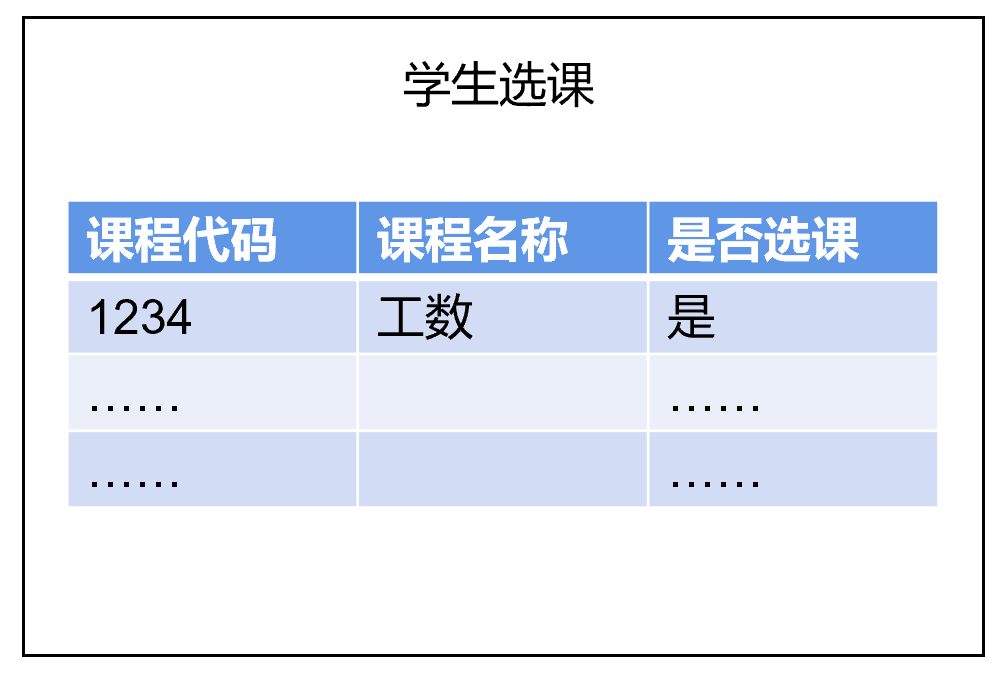 学生选课
课程代码 课程名称 是否选课
1234 工数 是
…… ……
…… ……